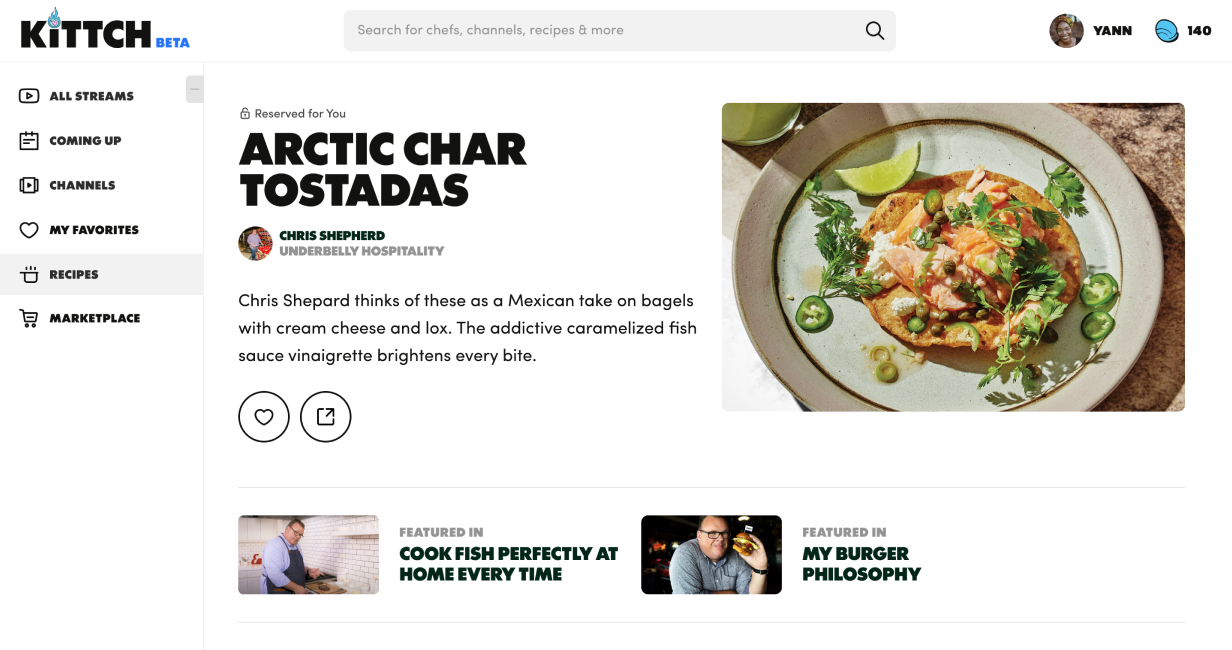 KiTTCH BETA
Search for chefs, channels, recipes & more
YANN
140
ALL STREAMS
COMING UP
CHANNELS
MY FAVORITES
RECIPES
MARKETPLACE
Reserved for You
ARCTIC CHAR
TOSTADAS
CHRIS SHEPHERD
UNDERBELLY HOSPITALITY
Chris Shepard thinks of these as a Mexican take on bagels
with cream cheese and lox. The addictive caramelized fish
sauce vinaigrette brightens every bite.
FEATURED IN
COOK FISH PERFECTLY AT
HOME EVERY TIME
FEATURED IN
MY BURGER
PHILOSOPHY